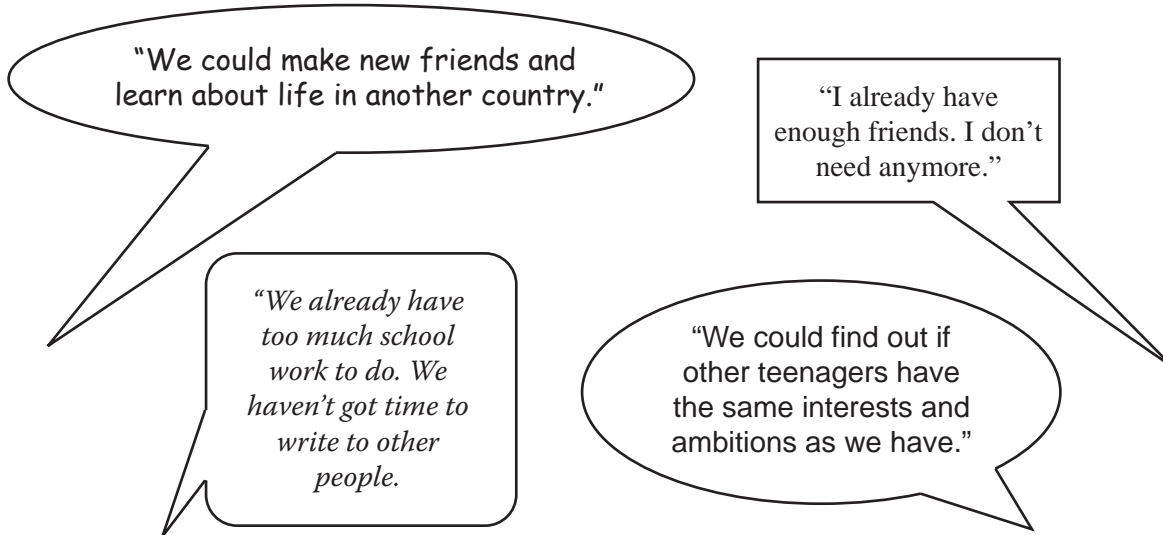 “We could make new friends and
learn about life in another country.”
“I already have
enough friends. I don’t
need anymore.”
“We already have
too much school
work to do. We
haven’t got time to
write to other
people.
“We could find out if
other teenagers have
the same interests and
ambitions as we have.”